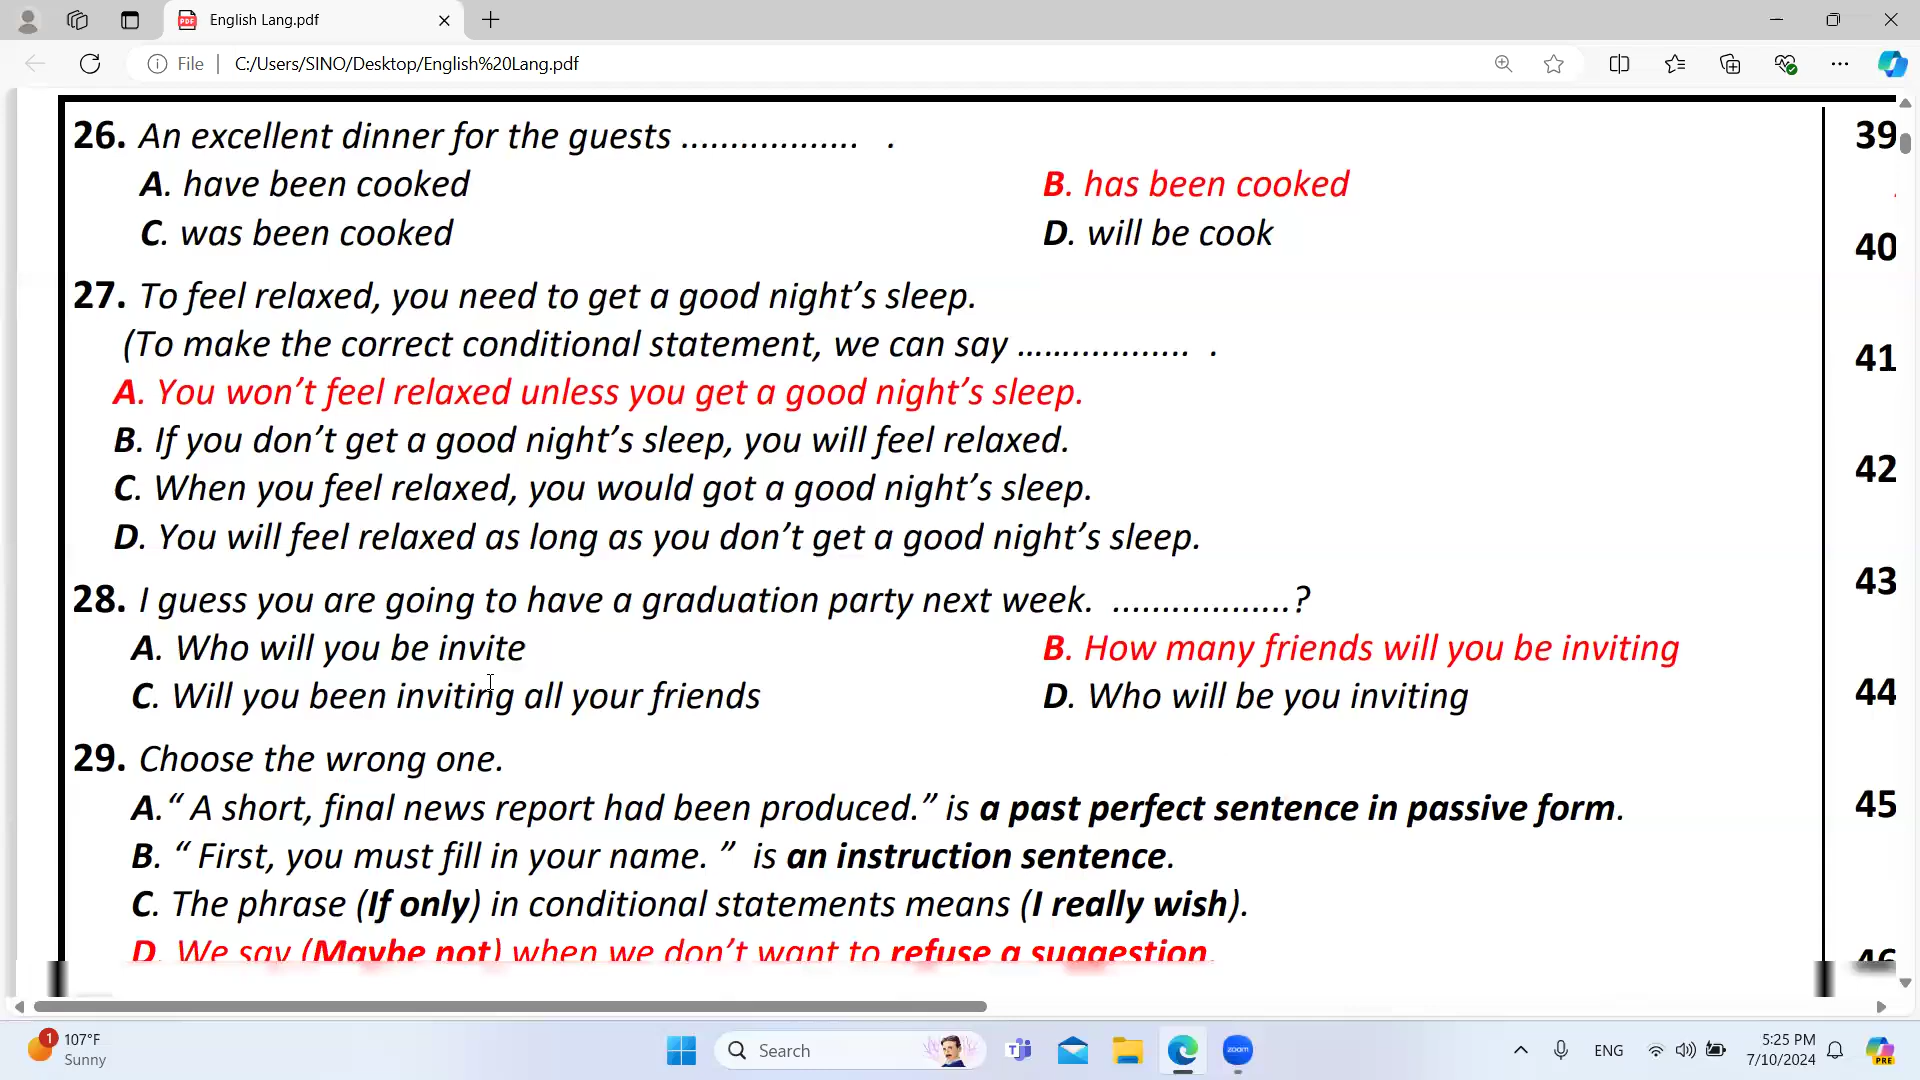 English Lang.pdf
File | C:/Users/SINO/Desktop/English%20Lang.pdf
26. An excellent dinner for the guests .................. .
A. have been cooked B. has been cooked
C. was been cooked D. will be cook
27. To feel relaxed, you need to get a good night's sleep.
(To make the correct conditional statement, we can say .................. .
A. You won't feel relaxed unless you get a good night's sleep.
B. If you don't get a good night's sleep, you will feel relaxed.
C. When you feel relaxed, you would got a good night's sleep.
D. You will feel relaxed as long as you don't get a good night's sleep.
28. I guess you are going to have a graduation party next week. ..................?
A. Who will you be invite B. How many friends will you be inviting
C. Will you been inviting all your friends D. Who will be you inviting
29. Choose the wrong one.
A." A short, final news report had been produced." is a past perfect sentence in passive form.
B. " First, you must fill in your name. " is an instruction sentence.
C. The phrase (If only) in conditional statements means (I really wish).
D. We say (Maybe not) when we don't want to refuse a suggestion.
39
40
41
42
43
44
45
46
1
107°F
Sunny
Search
zoom
ENG
5:25 PM
7/10/2024
PRE